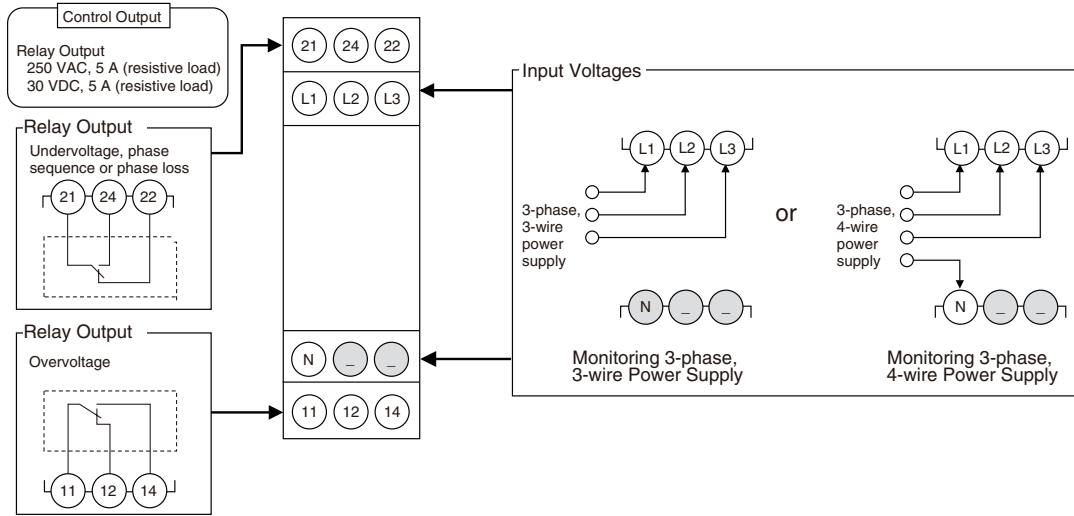 Control Output
Relay Output
250 VAC, 5 A (resistive load)
30 VDC, 5 A (resistive load)
Relay Output
Undervoltage, phase
sequence or phase loss
21 24 22
Relay Output
Overvoltage
11 12 14
21 24 22
L1 L2 L3
N _ _
11 12 14
Input Voltages
L1 L2 L3
3-phase,
3-wire
power
supply
N _ _
Monitoring 3-phase,
3-wire Power Supply
or
L1 L2 L3
3-phase,
4-wire
power
supply
N _ _
Monitoring 3-phase,
4-wire Power Supply